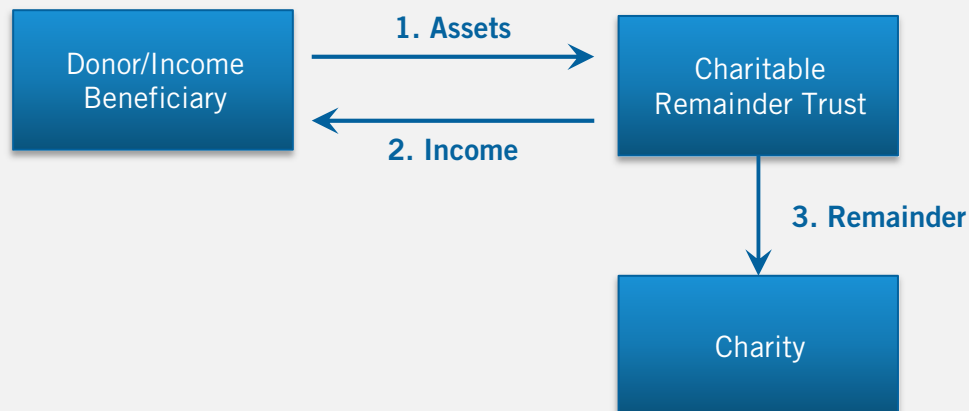 1. Assets
Donor/Income
Beneficiary
Charitable
Remainder Trust
2. Income
3. Remainder
Charity